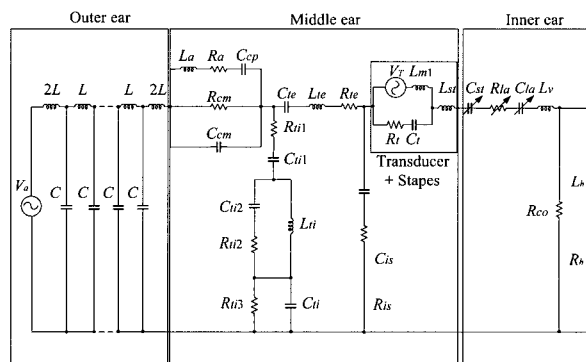 Outer ear
Middle ear
Inner ear
La Ra Ccp
2L L L 2L
Rcm
Ccm
Cte Lte Rte
VT Lm1
Rt Ct
Lst
Cst Rla Cla Lv
Transducer
+ Stapes
Rti1
Cti1
Va
C C C C
Cti2
Lti
Rti2
Rti3
Cti
Cis
Ris
Rco
Lh
Rh